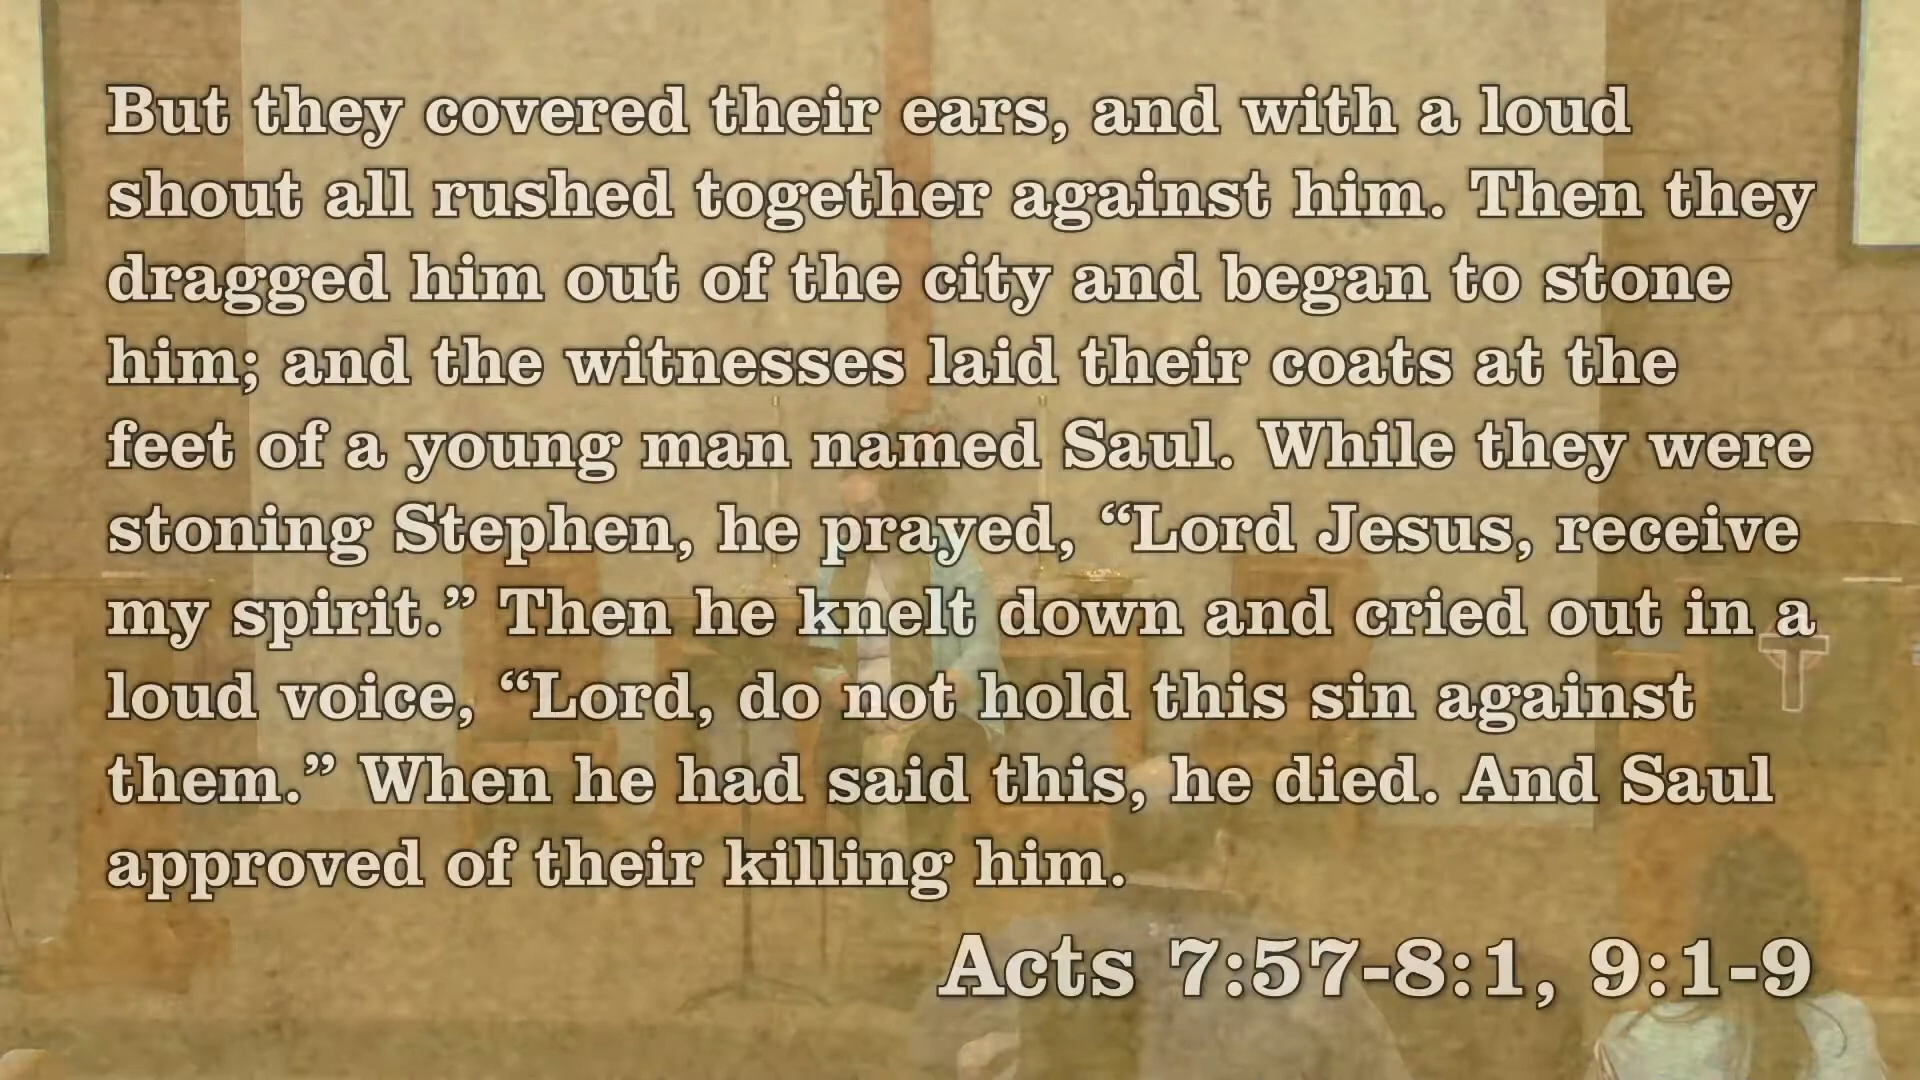 But they covered their ears, and with a loud
shout all rushed together against him. Then they
dragged him out of the city and began to stone
him; and the witnesses laid their coats at the
feet of a young man named Saul. While they were
stoning Stephen, he prayed, “Lord Jesus, receive
my spirit.” Then he knelt down and cried out in a
loud voice, “Lord, do not hold this sin against
them.” When he had said this, he died. And Saul
approved of their killing him.
Acts 7:57-8:1, 9:1-9